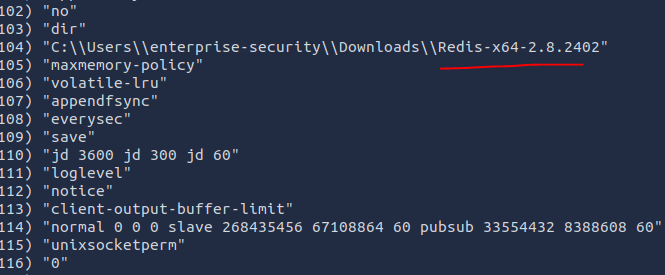 102) "no"
103) "dir"
104) "C:\\Users\\enterprise-security\\Downloads\\Redis-x64-2.8.2402"
105) "maxmemory-policy"
106) "volatile-lru"
107) "appendfsync"
108) "everysec"
109) "save"
110) "jd 3600 jd 300 jd 60"
111) "loglevel"
112) "notice"
113) "client-output-buffer-limit"
114) "normal 0 0 0 slave 268435456 67108864 60 pubsub 33554432 8388608 60"
115) "unixsocketperm"
116) "0"